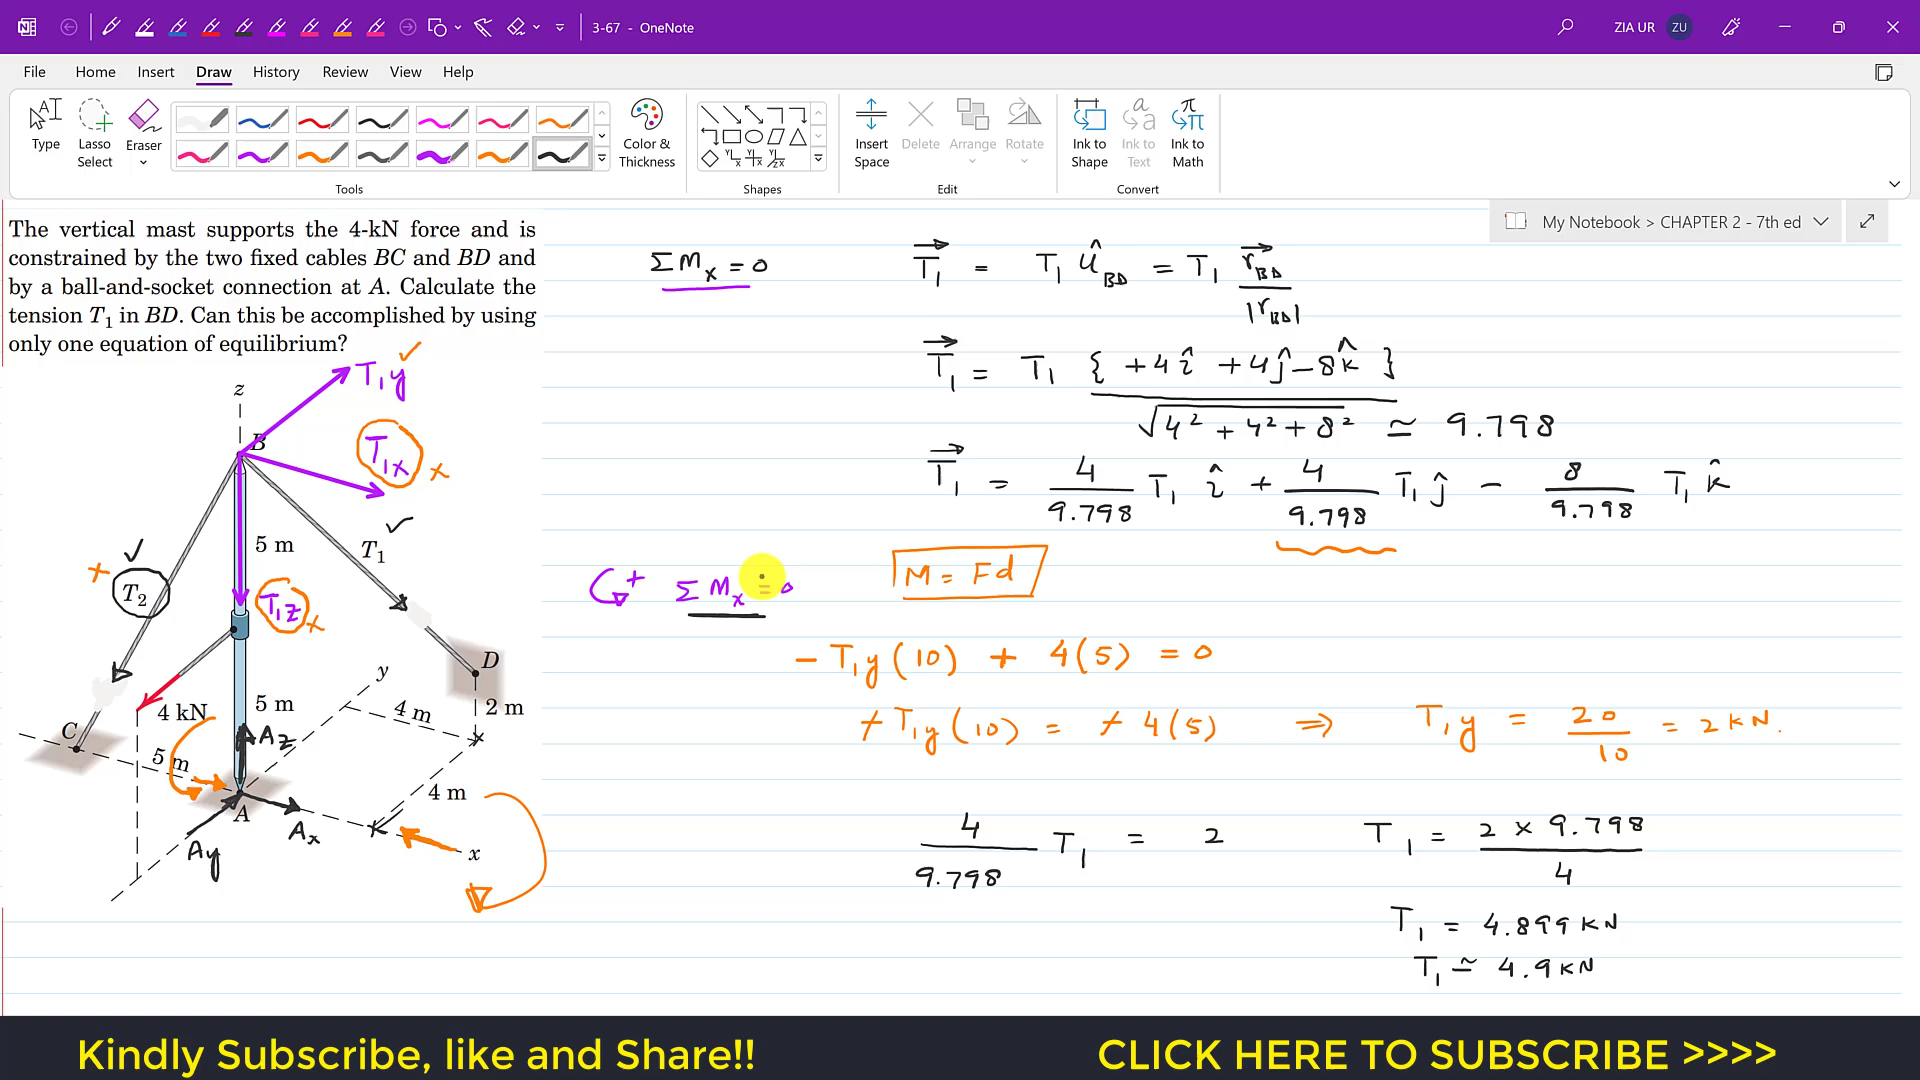 3-67 - OneNote
ZIA UR ZU
File Home Insert Draw History Review View Help
Type
Lasso Select
Eraser
Color & Thickness
Insert Space
Delete
Arrange
Rotate
Ink to Shape
Ink to Text
Ink to Math
Tools
Shapes
Edit
Convert
My Notebook > CHAPTER 2 - 7th ed
The vertical mast supports the 4-kN force and is
constrained by the two fixed cables BC and BD and
by a ball-and-socket connection at A. Calculate the
tension T₁ in BD. Can this be accomplished by using
only one equation of equilibrium?
z
T₁y ✓
B
T₁x ×
5 m
T₁ ✓
× T₂ ✓
T₁z ×
D
y
4 m
2 m
4 kN
5 m
C
Az
5 m
4 m
A
Ax
Ay
x
ΣMx = 0
T₁ = T₁ û_BD = T₁ r_BD / |r_BD|
T₁ = T₁ { +4î +4ĵ -8k̂ } / √4² + 4² + 8² ≃ 9.798
T₁ = 4/9.798 T₁ î + 4/9.798 T₁ ĵ - 8/9.798 T₁ k̂
+ ΣMx = 0
M = Fd
- T₁y (10) + 4(5) = 0
- T₁y (10) = - 4(5) ⇒ T₁y = 20/10 = 2 kN.
4/9.798 T₁ = 2
T₁ = 2 × 9.798 / 4
T₁ = 4.899 kN
T₁ ≃ 4.9 kN
Kindly Subscribe, like and Share!!
CLICK HERE TO SUBSCRIBE >>>>